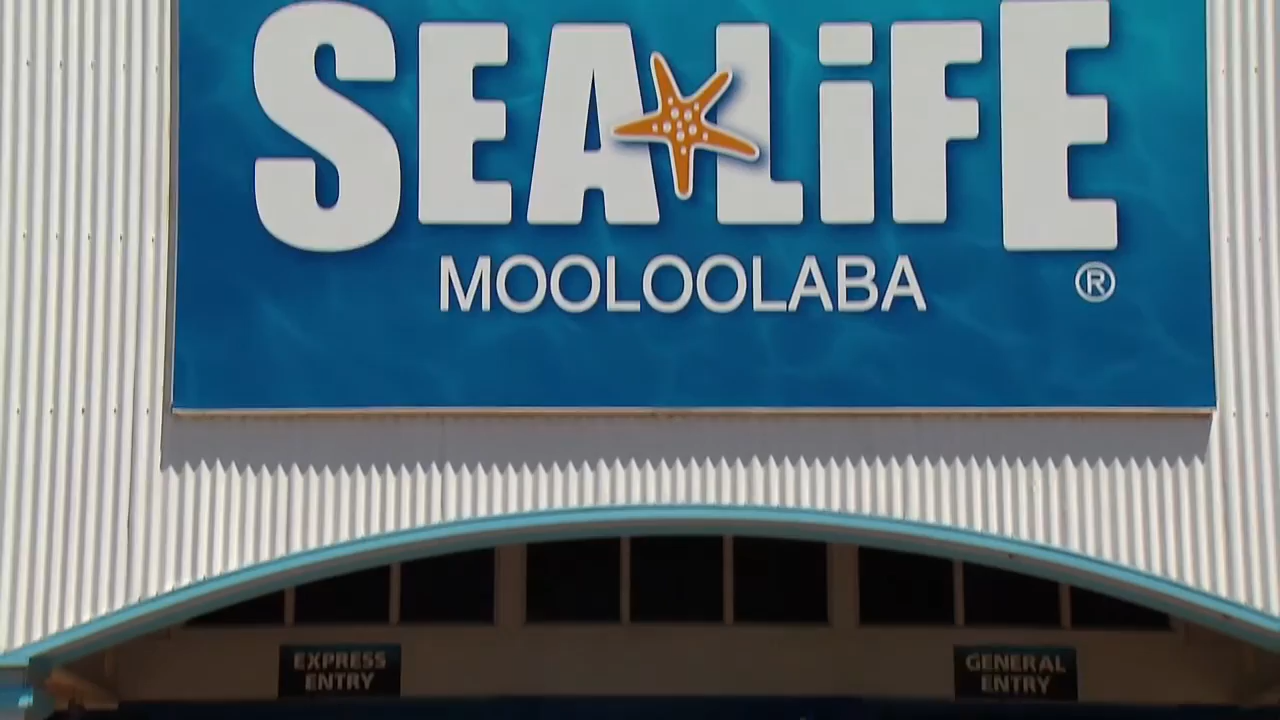 SEA LiFE
MOOLOOLABA
®
EXPRESS
ENTRY
GENERAL
ENTRY